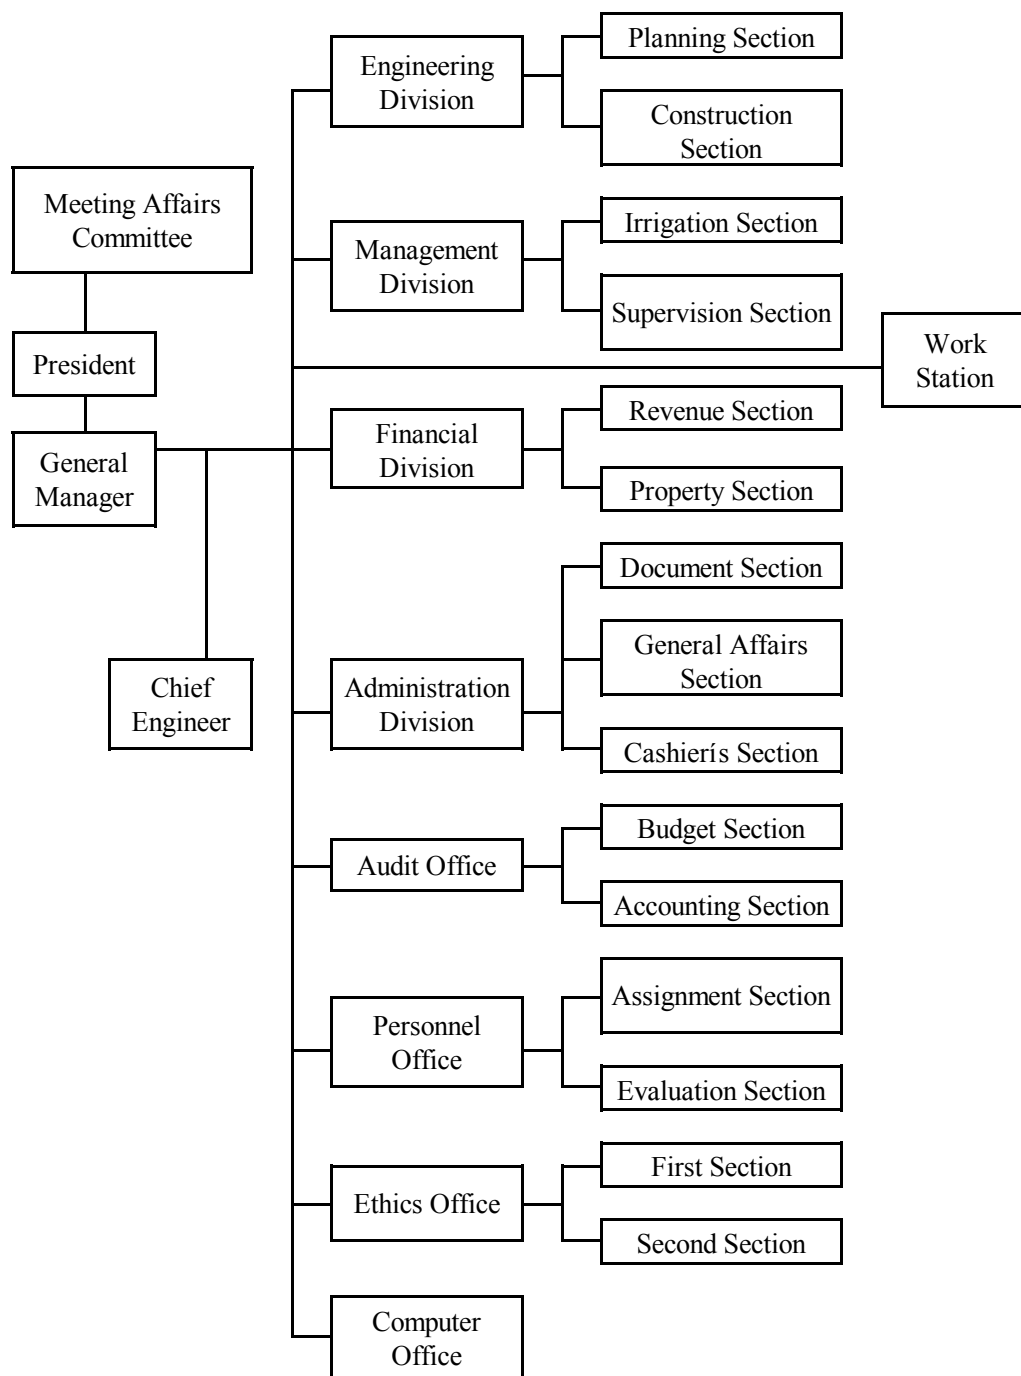 Meeting Affairs
Committee
President
General
Manager
Chief
Engineer
Engineering
Division
Planning Section
Construction
Section
Management
Division
Irrigation Section
Supervision Section
Work
Station
Financial
Division
Revenue Section
Property Section
Administration
Division
Document Section
General Affairs
Section
Cashierís Section
Audit Office
Budget Section
Accounting Section
Personnel
Office
Assignment Section
Evaluation Section
Ethics Office
First Section
Second Section
Computer
Office